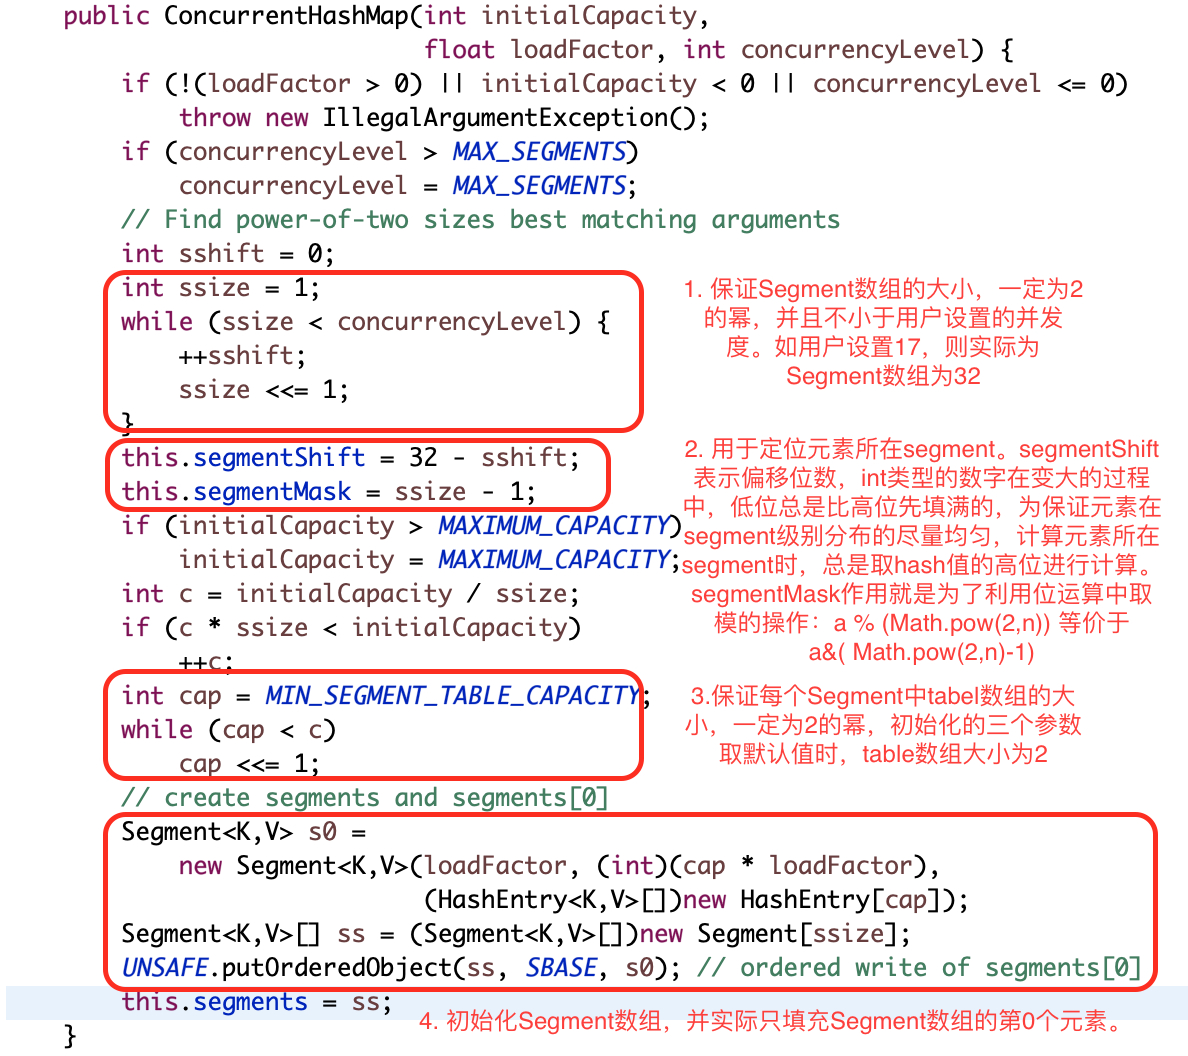 public ConcurrentHashMap(int initialCapacity,
float loadFactor, int concurrencyLevel) {
if (!(loadFactor > 0) || initialCapacity < 0 || concurrencyLevel <= 0)
throw new IllegalArgumentException();
if (concurrencyLevel > MAX_SEGMENTS)
concurrencyLevel = MAX_SEGMENTS;
// Find power-of-two sizes best matching arguments
int sshift = 0;
int ssize = 1;
while (ssize < concurrencyLevel) {
++sshift;
ssize <<= 1;
}
1. 保证Segment数组的大小，一定为2
的幂，并且不小于用户设置的并发
度。如用户设置17，则实际为
Segment数组为32
this.segmentShift = 32 - sshift;
this.segmentMask = ssize - 1;
if (initialCapacity > MAXIMUM_CAPACITY)
initialCapacity = MAXIMUM_CAPACITY;
int c = initialCapacity / ssize;
if (c * ssize < initialCapacity)
++c;
2. 用于定位元素所在segment。segmentShift
表示偏移位数，int类型的数字在变大的过程
中，低位总是比高位先填满的，为保证元素在
segment级别分布的尽量均匀，计算元素所在
segment时，总是取hash值的高位进行计算。
segmentMask作用就是为了利用位运算中取
模的操作：a % (Math.pow(2,n)) 等价于
a&( Math.pow(2,n)-1)
int cap = MIN_SEGMENT_TABLE_CAPACITY;
while (cap < c)
cap <<= 1;
3.保证每个Segment中tabel数组的大
小，一定为2的幂，初始化的三个参数
取默认值时，table数组大小为2
// create segments and segments[0]
Segment<K,V> s0 =
new Segment<K,V>(loadFactor, (int)(cap * loadFactor),
(HashEntry<K,V>[])new HashEntry[cap]);
Segment<K,V>[] ss = (Segment<K,V>[])new Segment[ssize];
UNSAFE.putOrderedObject(ss, SBASE, s0); // ordered write of segments[0]
this.segments = ss;
4. 初始化Segment数组，并实际只填充Segment数组的第0个元素。
}